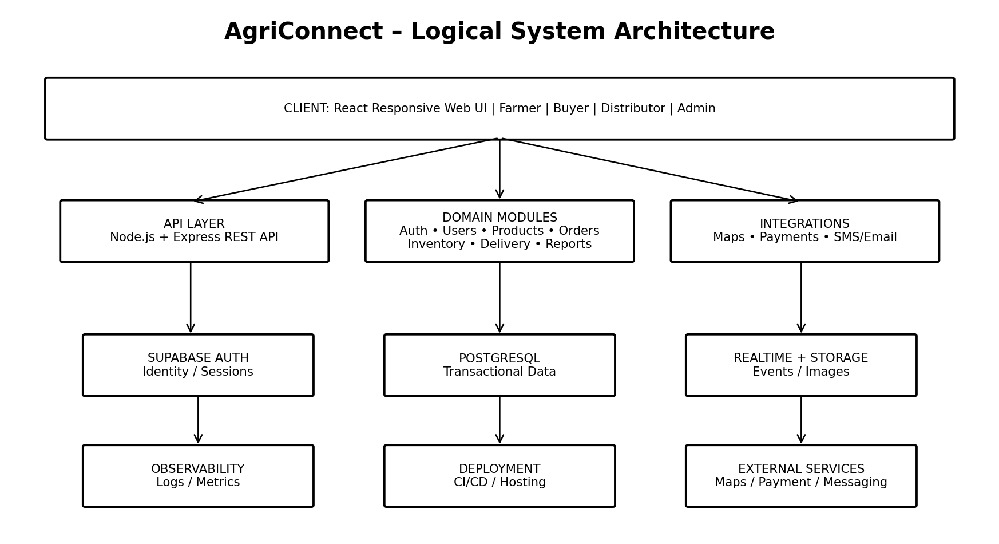 AgriConnect – Logical System Architecture
CLIENT: React Responsive Web UI | Farmer | Buyer | Distributor | Admin
API LAYER
Node.js + Express REST API
DOMAIN MODULES
Auth • Users • Products • Orders
Inventory • Delivery • Reports
INTEGRATIONS
Maps • Payments • SMS/Email
SUPABASE AUTH
Identity / Sessions
POSTGRESQL
Transactional Data
REALTIME + STORAGE
Events / Images
OBSERVABILITY
Logs / Metrics
DEPLOYMENT
CI/CD / Hosting
EXTERNAL SERVICES
Maps / Payment / Messaging